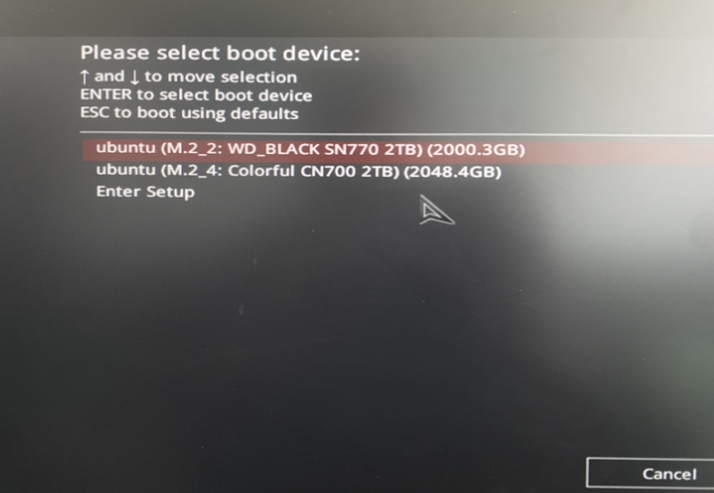 Please select boot device:
↑ and ↓ to move selection
ENTER to select boot device
ESC to boot using defaults
ubuntu (M.2_2: WD_BLACK SN770 2TB) (2000.3GB)
ubuntu (M.2_4: Colorful CN700 2TB) (2048.4GB)
Enter Setup
Cancel